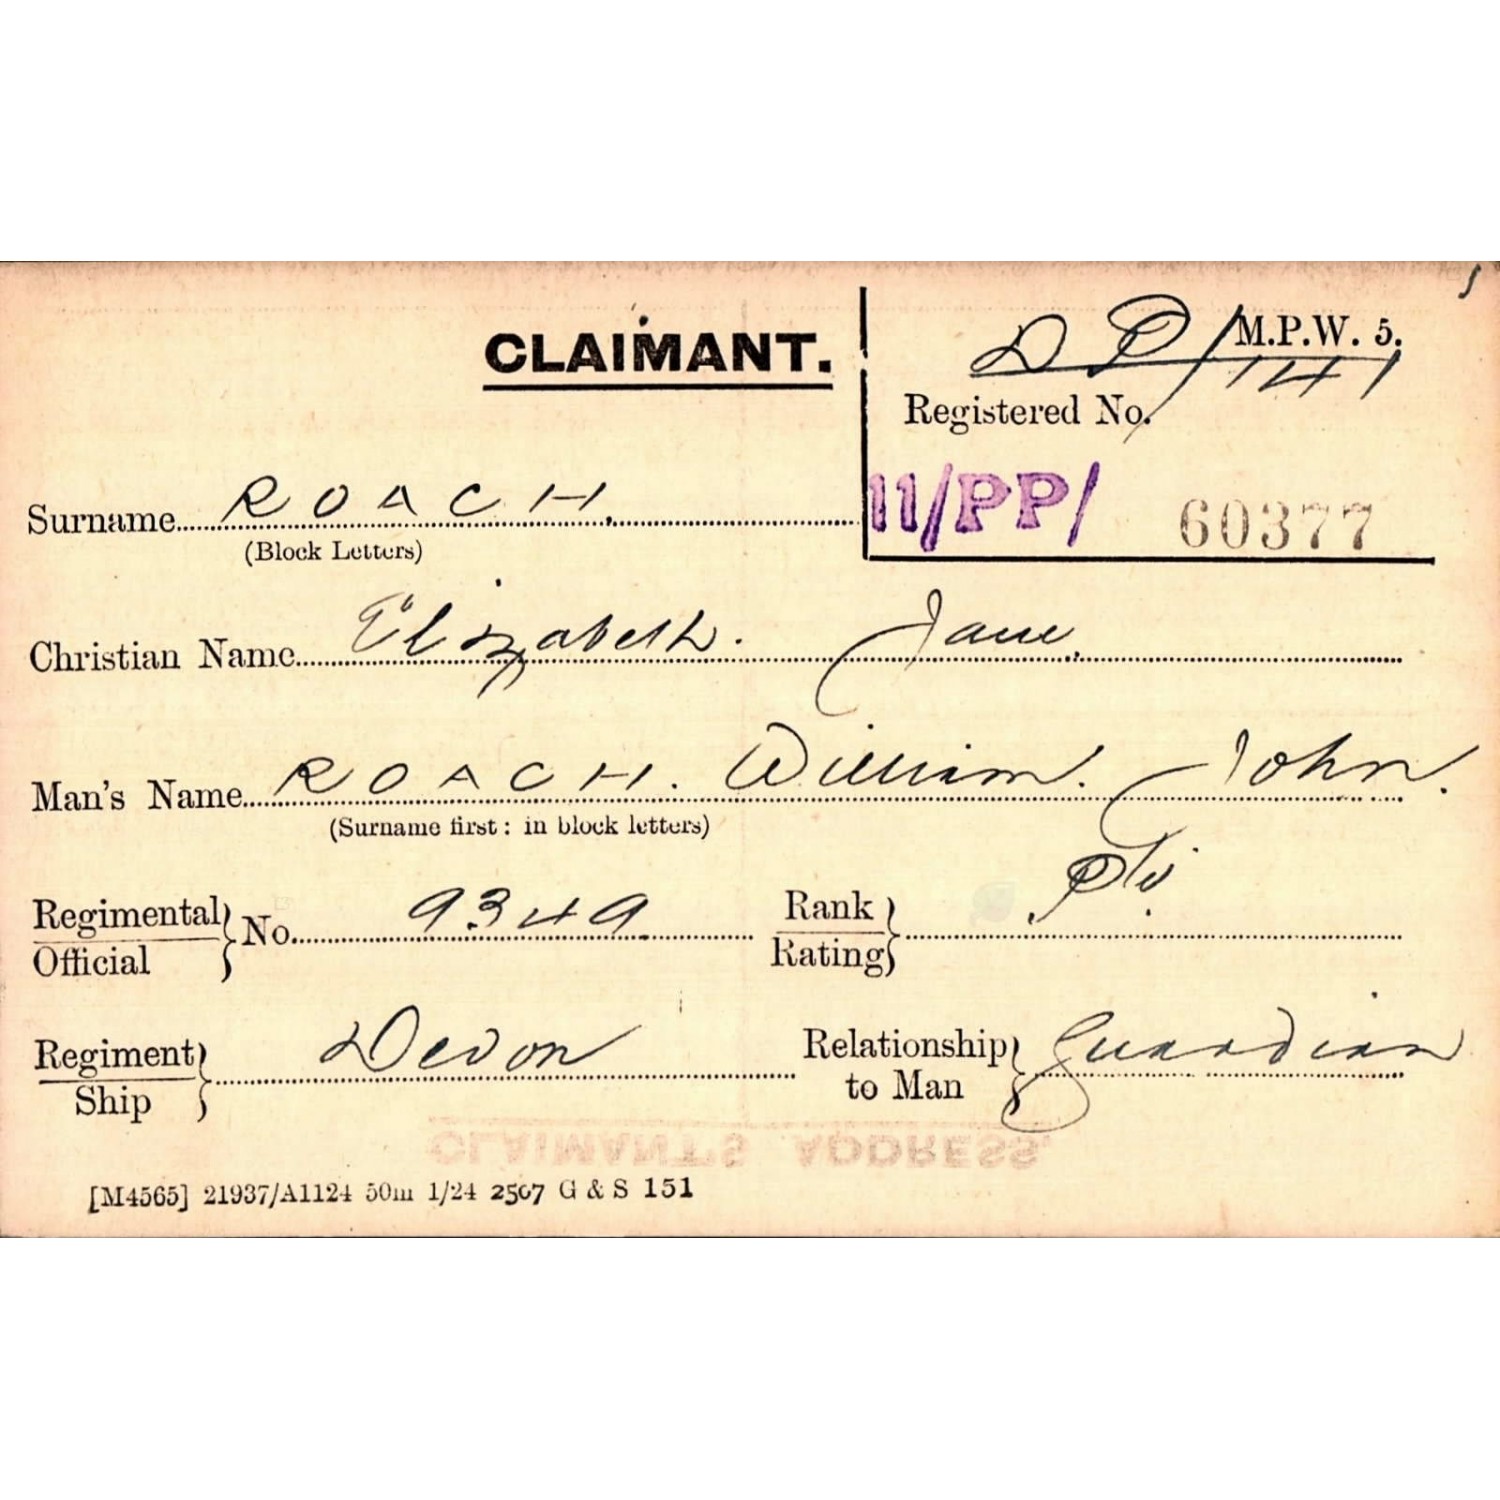 CLAIMANT.
M.P.W. 5.
DP/141
Registered No.
11/PP/ 60377
Surname ROACH.
(Block Letters)
Christian Name Elizabeth. Jane.
Man's Name ROACH. William. John.
(Surname first: in block letters)
Regimental
Official } No. 9349. Rank
Rating } Pte.
Regiment
Ship } Devon Relationship
to Man } Guardian
CLAIMANT'S ADDRESS.
[M4565] 21937/A1124 50m 1/24 2507 G & S 151